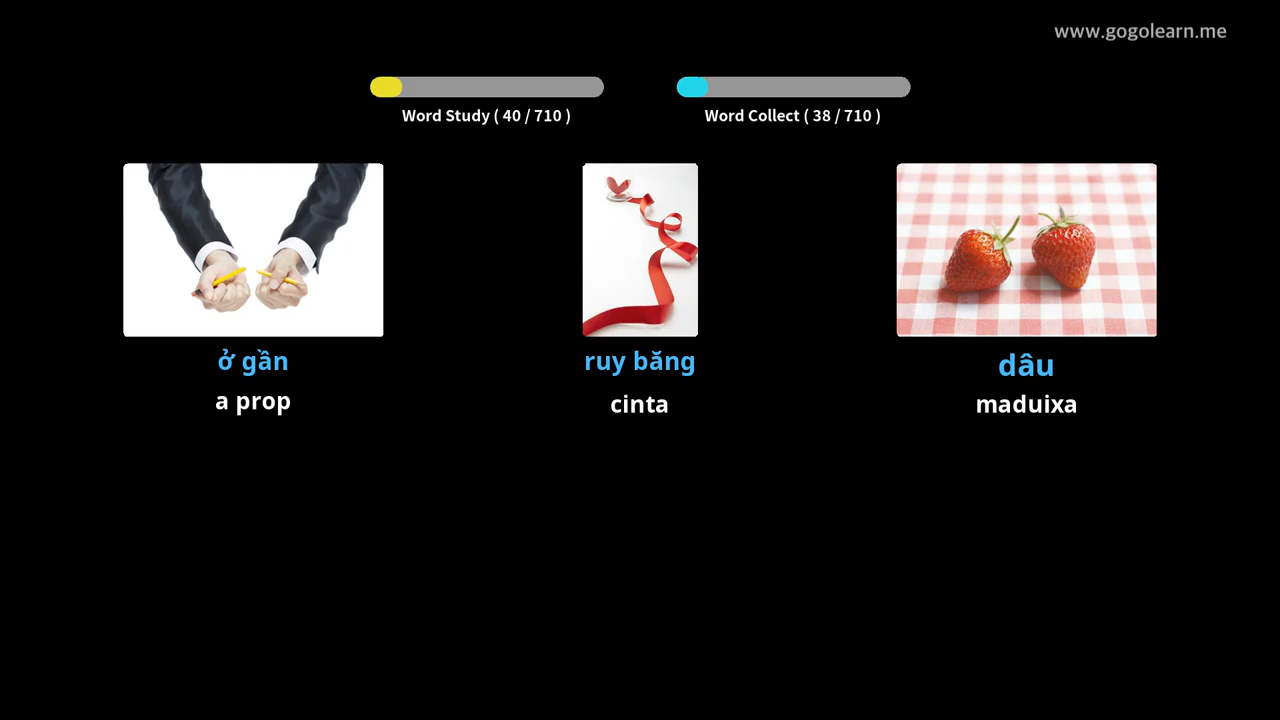 www.gogolearn.me
Word Study ( 40 / 710 )
Word Collect ( 38 / 710 )
ở gần
a prop
ruy băng
cinta
dâu
maduixa